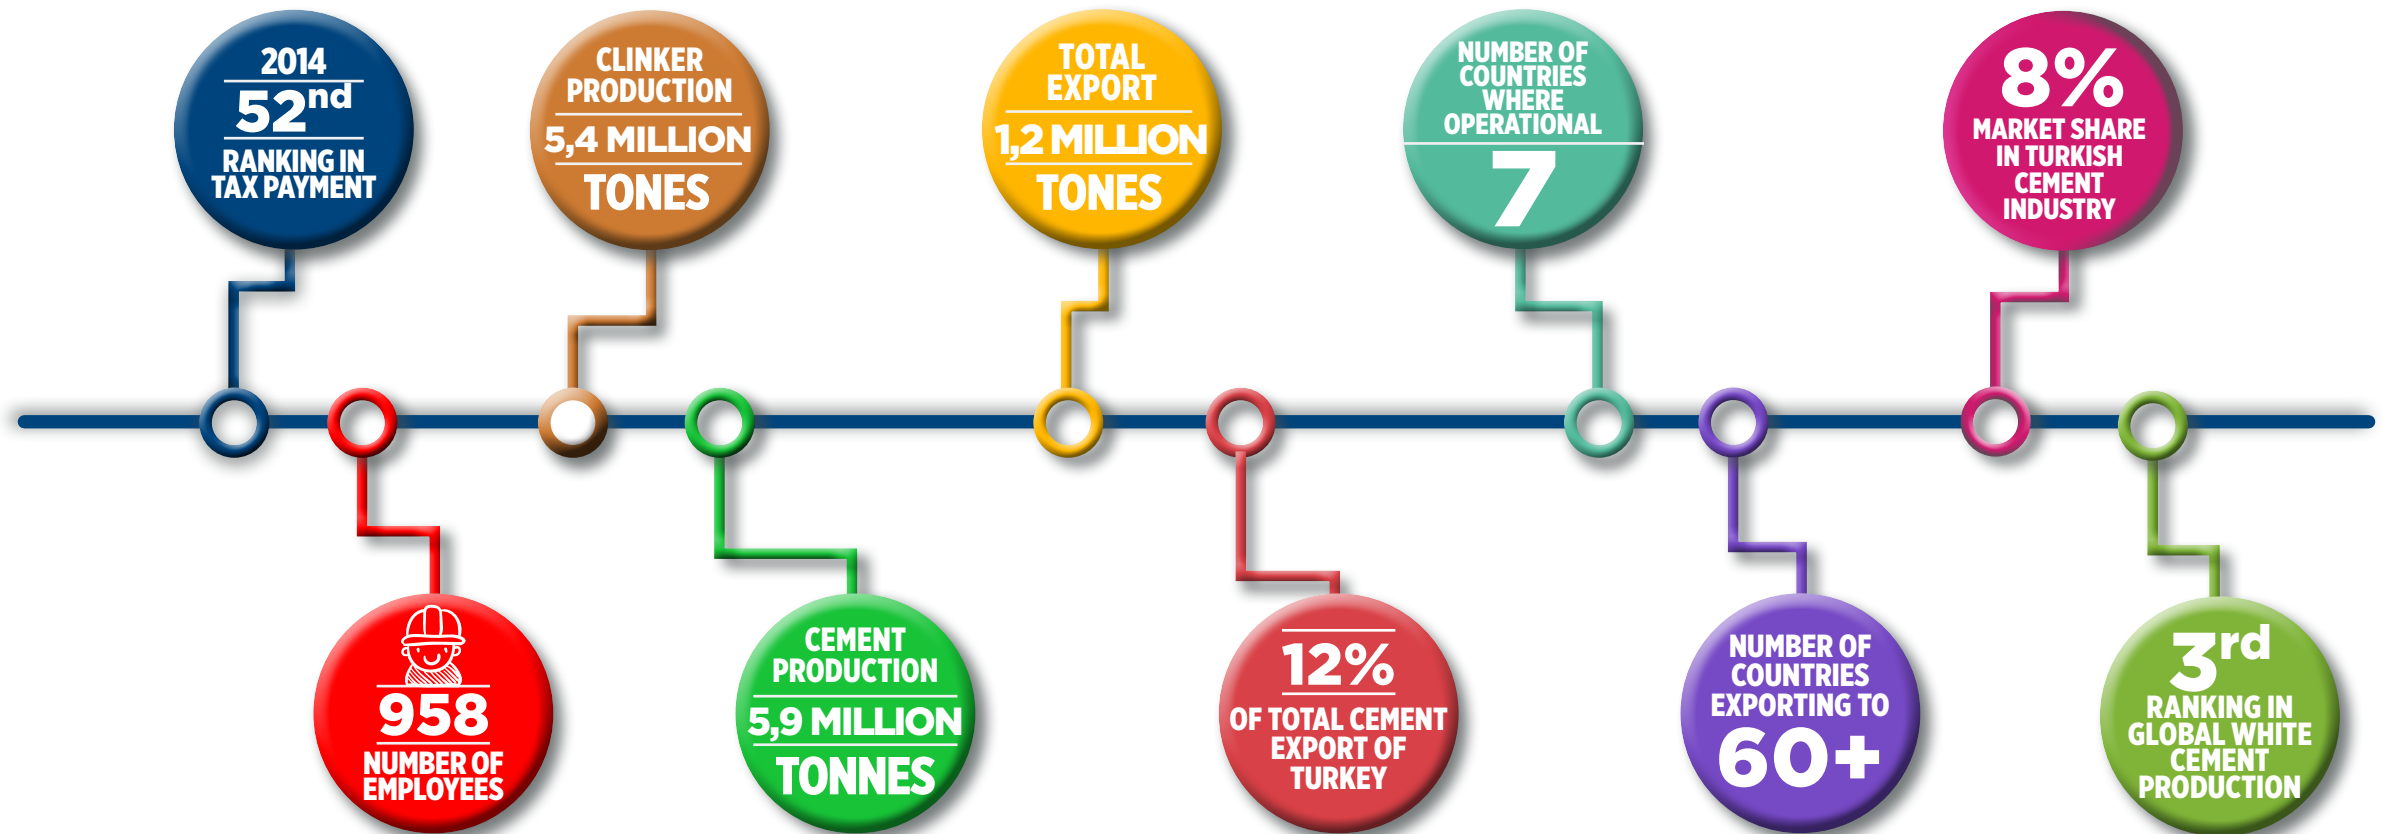 2014
52nd
RANKING IN
TAX PAYMENT
CLINKER
PRODUCTION
5,4 MILLION
TONES
TOTAL
EXPORT
1,2 MILLION
TONES
NUMBER OF
COUNTRIES
WHERE
OPERATIONAL
7
8%
MARKET SHARE
IN TURKISH
CEMENT
INDUSTRY
958
NUMBER OF
EMPLOYEES
CEMENT
PRODUCTION
5,9 MILLION
TONNES
12%
OF TOTAL CEMENT
EXPORT OF
TURKEY
NUMBER OF
COUNTRIES
EXPORTING TO
60+
3rd
RANKING IN
GLOBAL WHITE
CEMENT
PRODUCTION